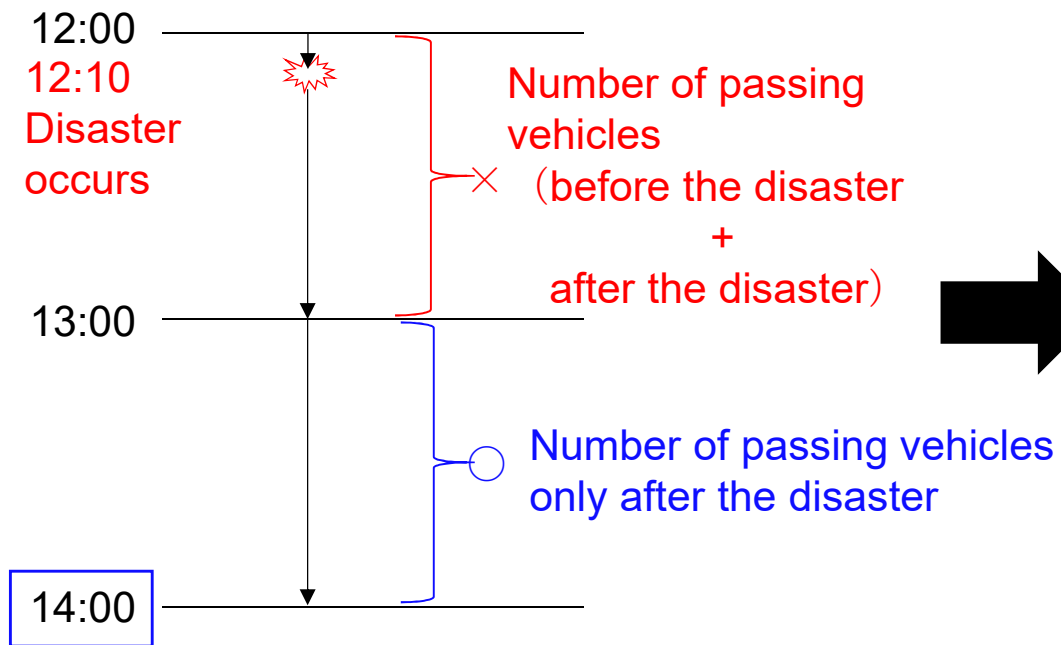 12:00
12:10
Disaster
occurs
Number of passing
vehicles
（before the disaster
+
after the disaster）
13:00
Number of passing vehicles
only after the disaster
14:00